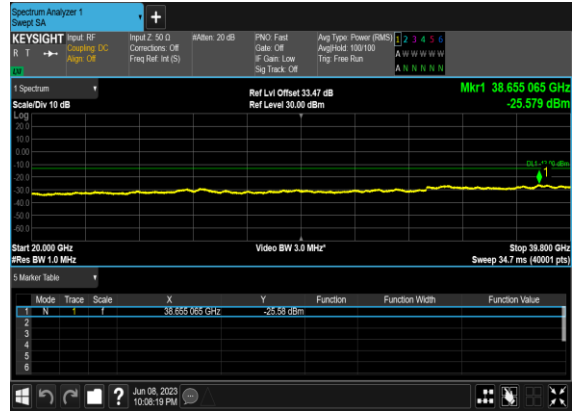 Spectrum Analyzer 1
Swept SA
+
KEYSIGHT Input: RF Input Z: 50 Ω #Atten: 20 dB PNO: Fast Avg Type: Power (RMS) 1 2 3 4 5 6
R T Coupling: DC Corrections: Off Gate: Off Avg|Hold: 100/100 A W W W W W
Align: Off Freq Ref: Int (S) IF Gain: Low Trig: Free Run
Sig Track: Off A N N N N N
1 Spectrum Ref Lvl Offset 33.47 dB Mkr1 38.655 065 GHz
Scale/Div 10 dB Ref Level 30.00 dBm -25.579 dBm
Log
20.0
10.0
0.00
-10.0
1
-20.0
-30.0
-40.0
-50.0
-60.0
Start 20.000 GHz Video BW 3.0 MHz* Stop 39.800 GHz
#Res BW 1.0 MHz Sweep 34.7 ms (40001 pts)
5 Marker Table
Mode Trace Scale X Y Function Function Width Function Value
1 N 1 f 38.655 065 GHz -25.58 dBm
2
3
4
5
6
? Jun 08, 2023
10:08:19 PM